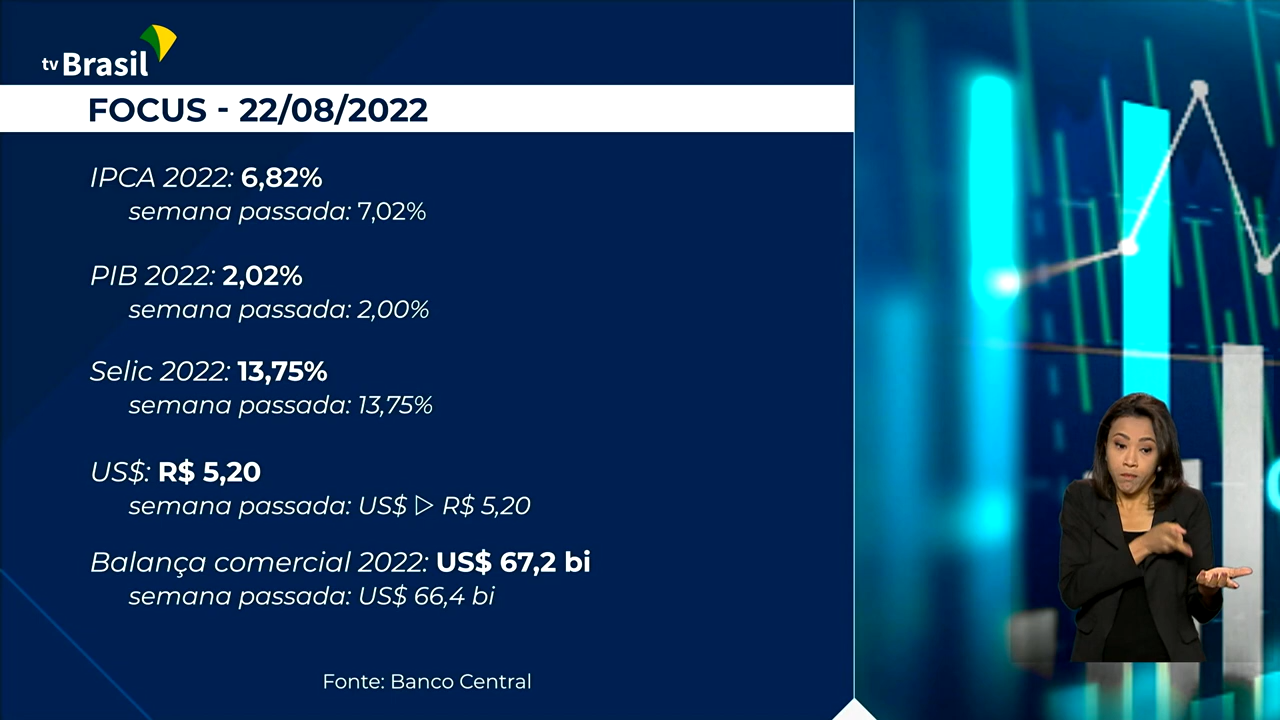 tv Brasil
FOCUS - 22/08/2022
IPCA 2022: 6,82%
semana passada: 7,02%
PIB 2022: 2,02%
semana passada: 2,00%
Selic 2022: 13,75%
semana passada: 13,75%
US$: R$ 5,20
semana passada: US$ ▷ R$ 5,20
Balança comercial 2022: US$ 67,2 bi
semana passada: US$ 66,4 bi
Fonte: Banco Central